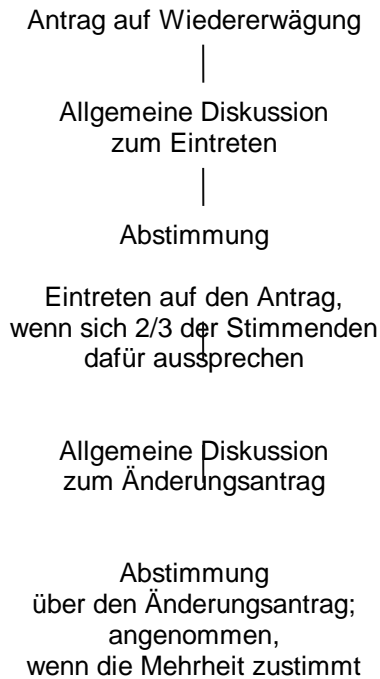 Antrag auf Wiedererwägung
Allgemeine Diskussion
zum Eintreten
Abstimmung
Eintreten auf den Antrag,
wenn sich 2/3 der Stimmenden
dafür aussprechen
Allgemeine Diskussion
zum Änderungsantrag
Abstimmung
über den Änderungsantrag;
angenommen,
wenn die Mehrheit zustimmt